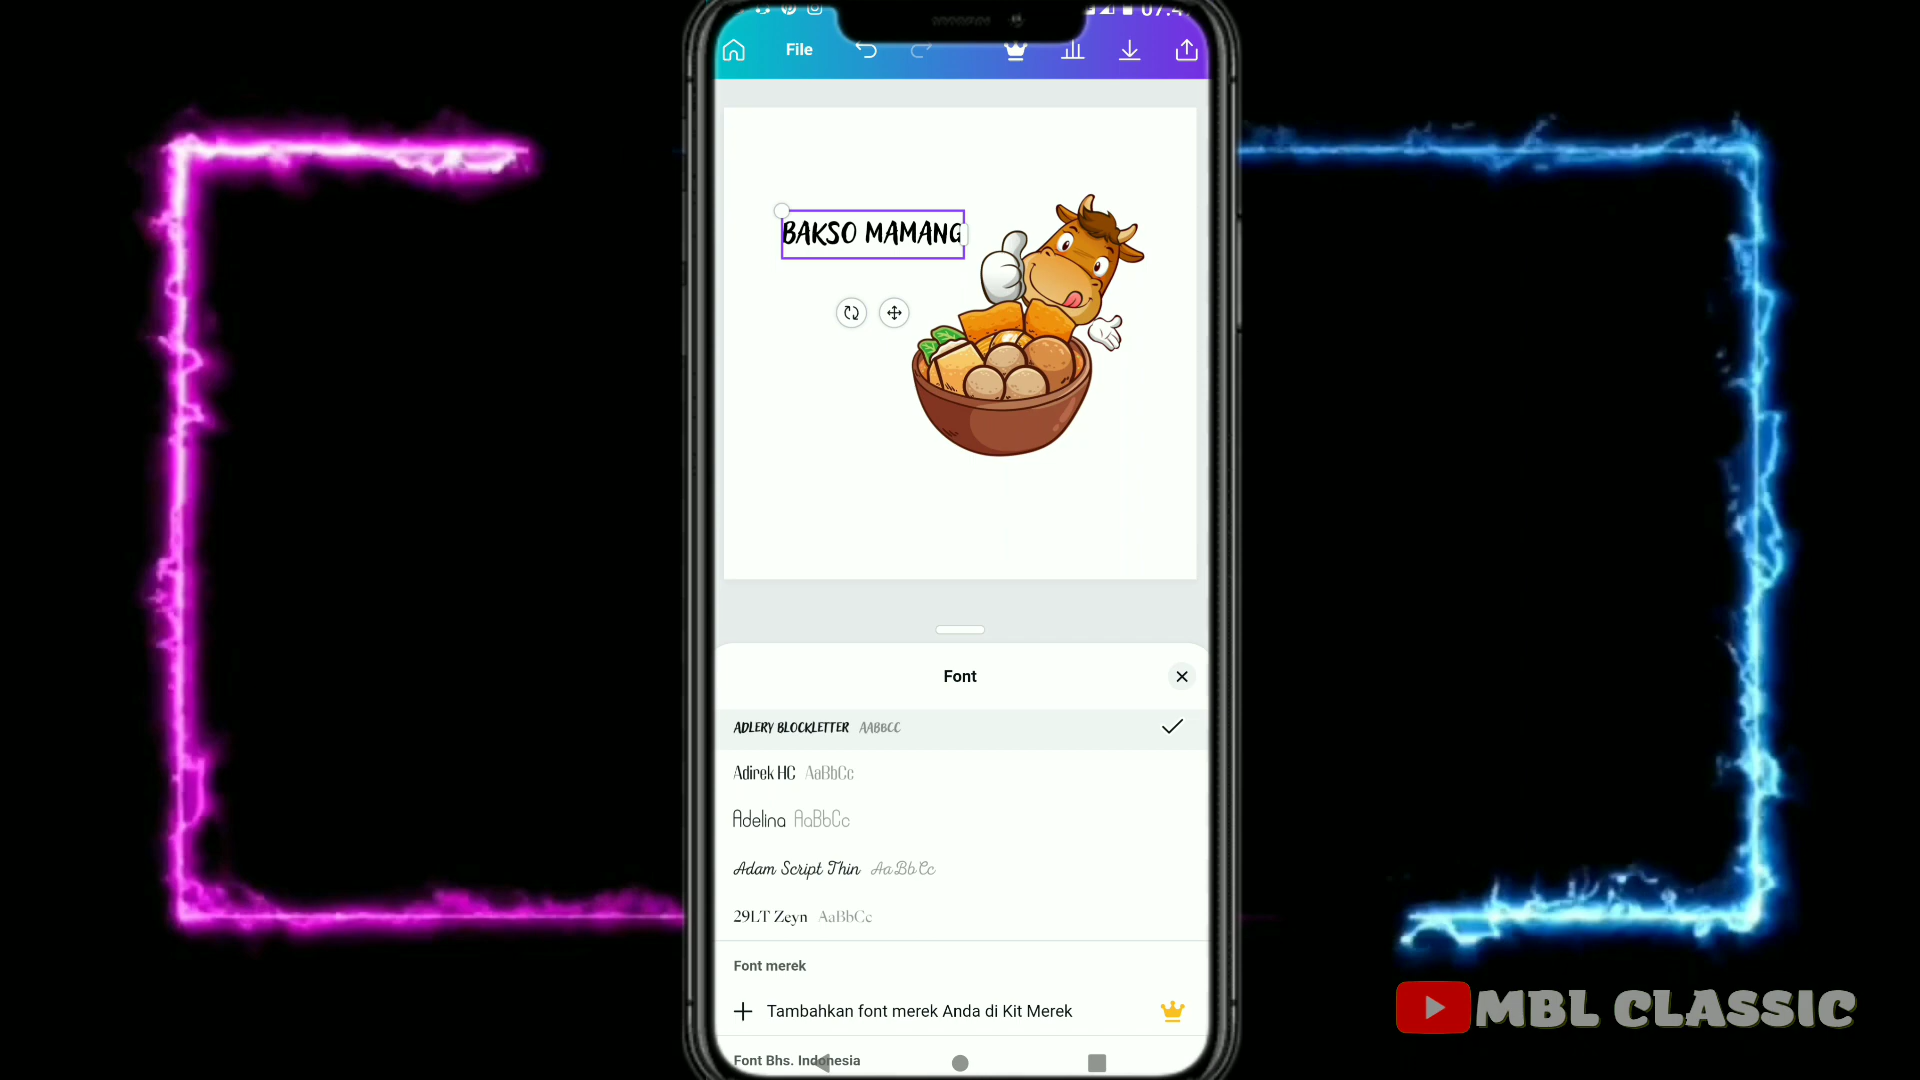 File
BAKSO MAMANG
Font
ADLERY BLOCKLETTER AABBCC
Adirek HC AaBbCc
Adelina AaBbCc
Adam Script Thin AaBbCc
29LT Zeyn AaBbCc
Font merek
Tambahkan font merek Anda di Kit Merek
Font Bhs. Indonesia
MBL CLASSIC